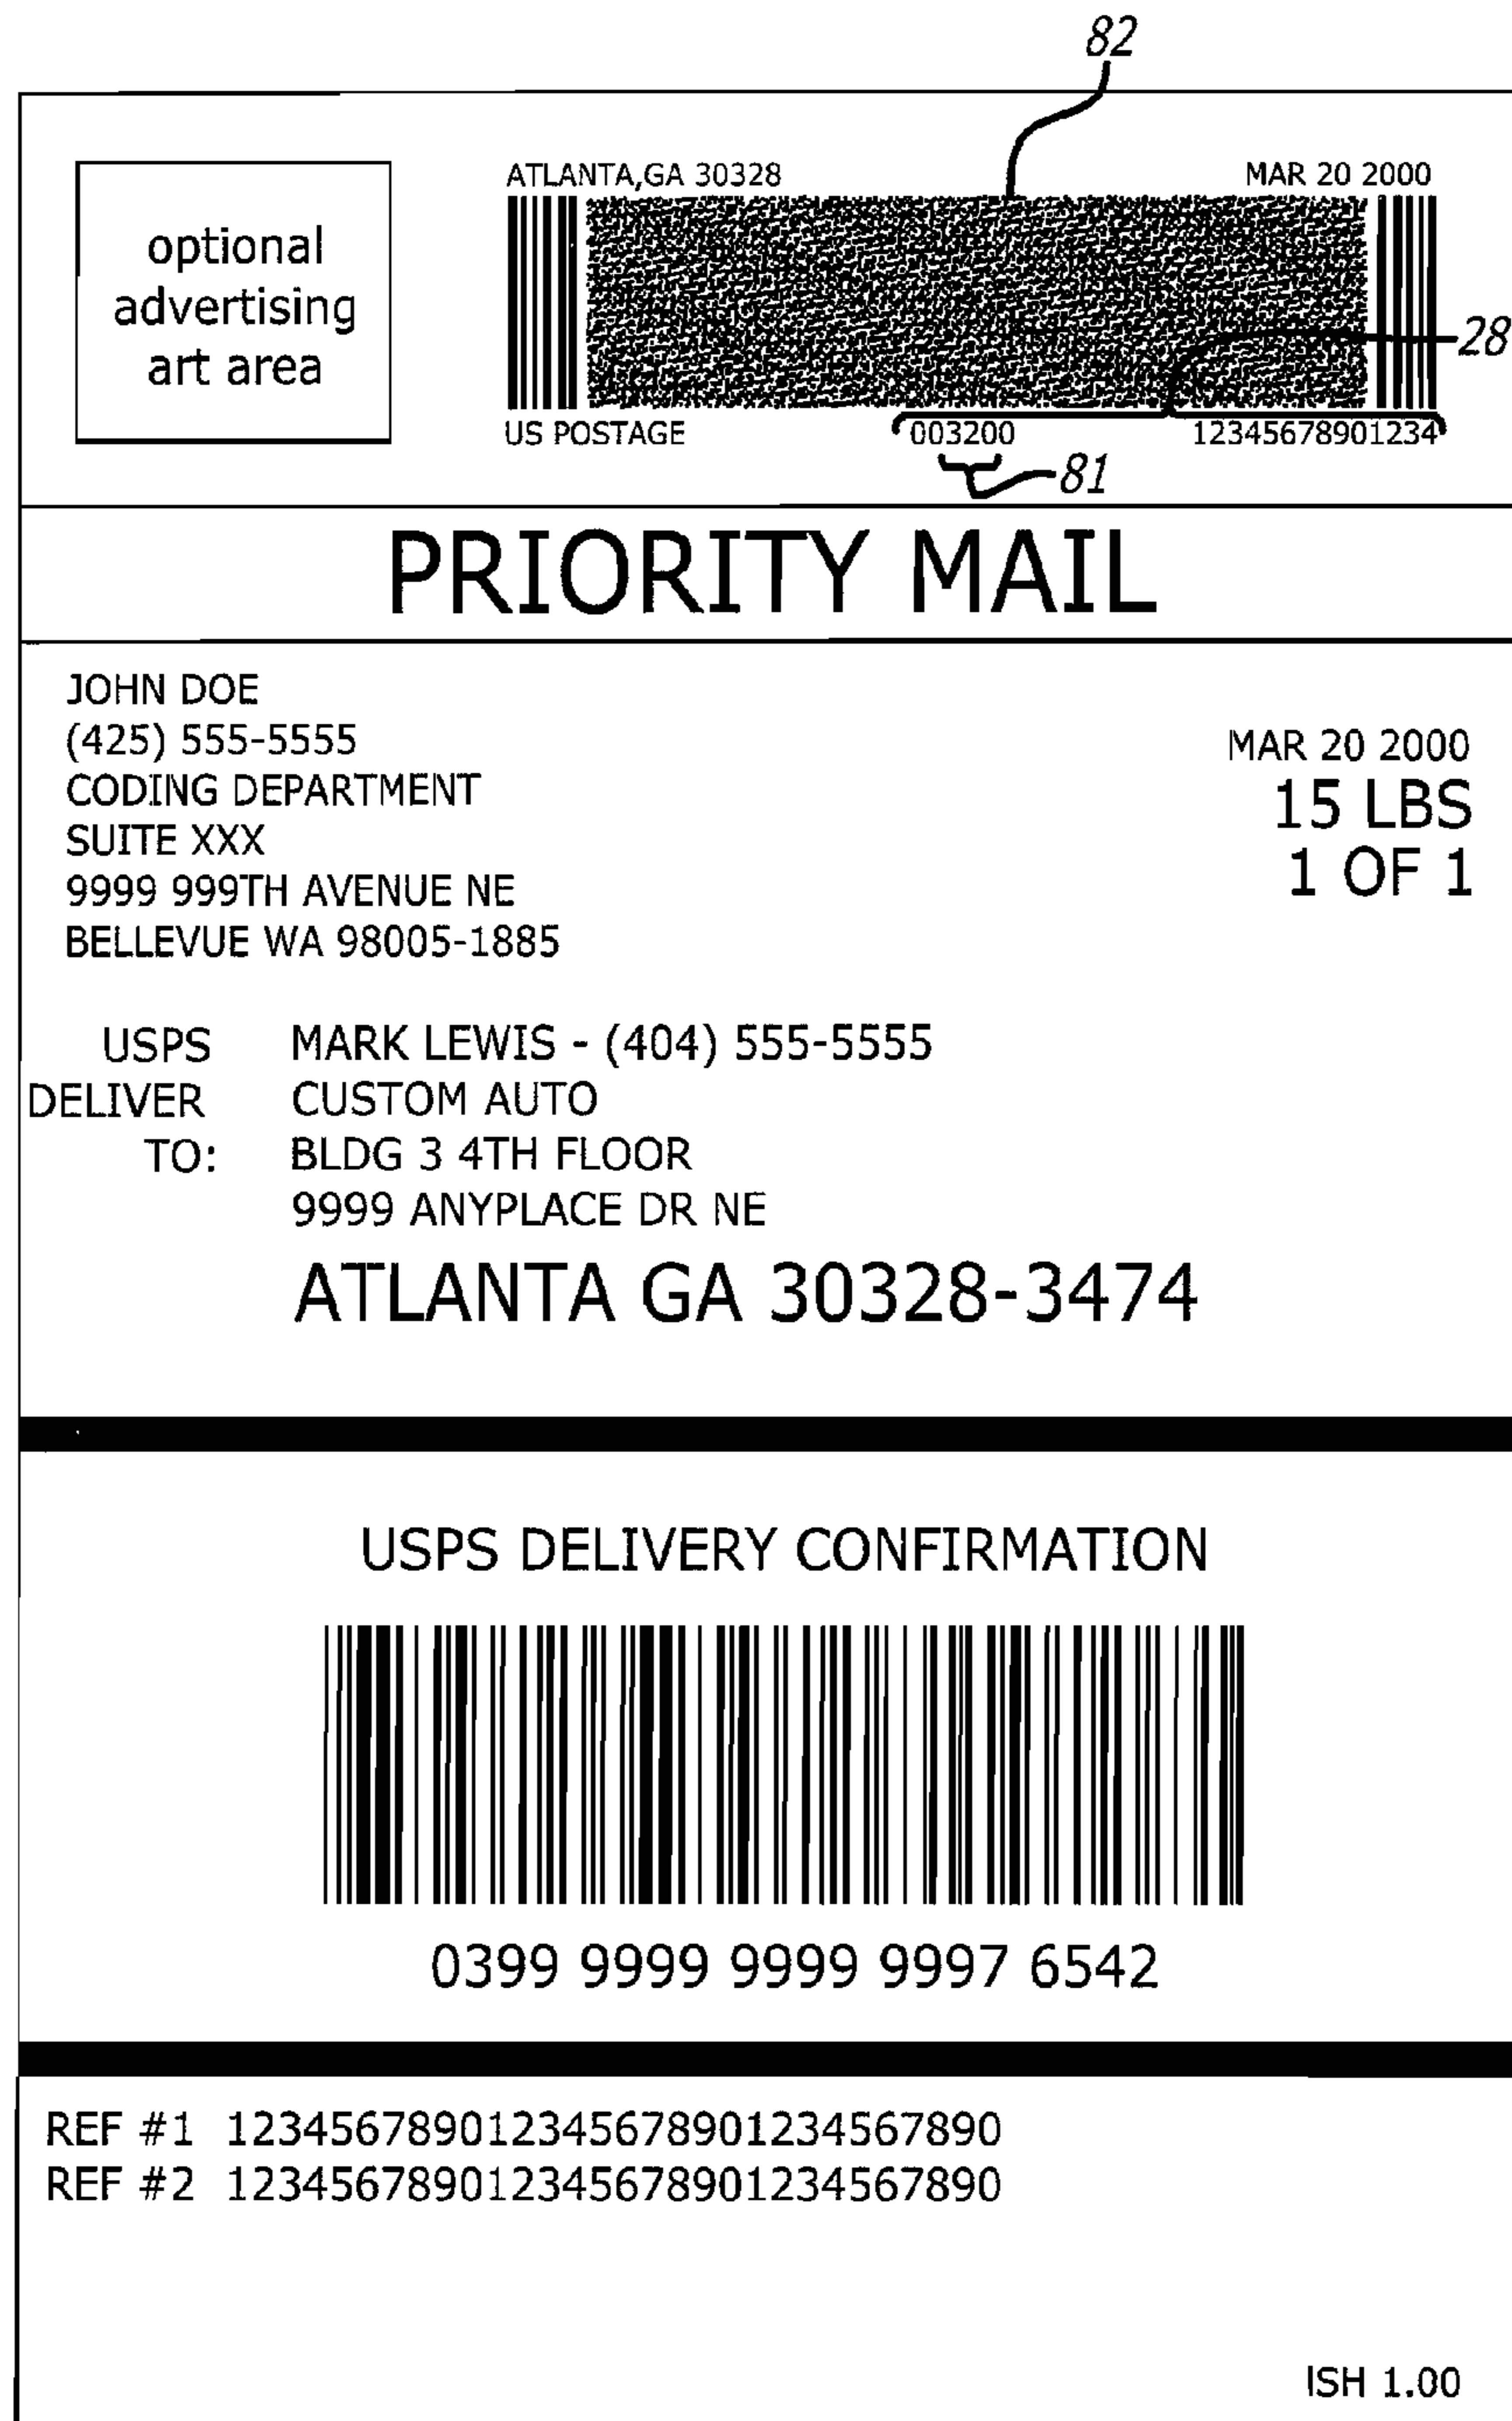 82
ATLANTA,GA 30328 MAR 20 2000
optional
advertising
art area
28
US POSTAGE 003200 12345678901234
81
PRIORITY MAIL
JOHN DOE
(425) 555-5555
CODING DEPARTMENT
SUITE XXX
9999 999TH AVENUE NE
BELLEVUE WA 98005-1885
MAR 20 2000
15 LBS
1 OF 1
USPS
DELIVER
TO:
MARK LEWIS - (404) 555-5555
CUSTOM AUTO
BLDG 3 4TH FLOOR
9999 ANYPLACE DR NE
ATLANTA GA 30328-3474
USPS DELIVERY CONFIRMATION
0399 9999 9999 9997 6542
REF #1 123456789012345678901234567890
REF #2 123456789012345678901234567890
ISH 1.00